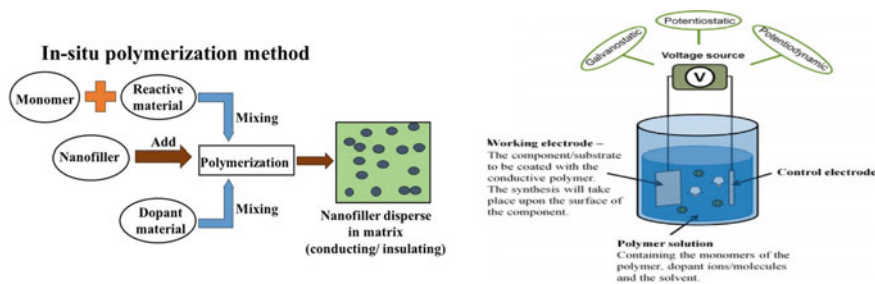 In-situ polymerization method
Monomer
Reactive
material
Mixing
Nanofiller
Add
Polymerization
Dopant
material
Mixing
Nanofiller disperse
in matrix
(conducting/ insulating)
Galvanostatic
Potentiostatic
Potentiodynamic
Voltage source
V
Working electrode –
The component/substrate
to be coated with the
conductive polymer.
The synthesis will take
place upon the surface of
the component.
Control electrode
Polymer solution
Containing the monomers of the
polymer, dopant ions/molecules
and the solvent.